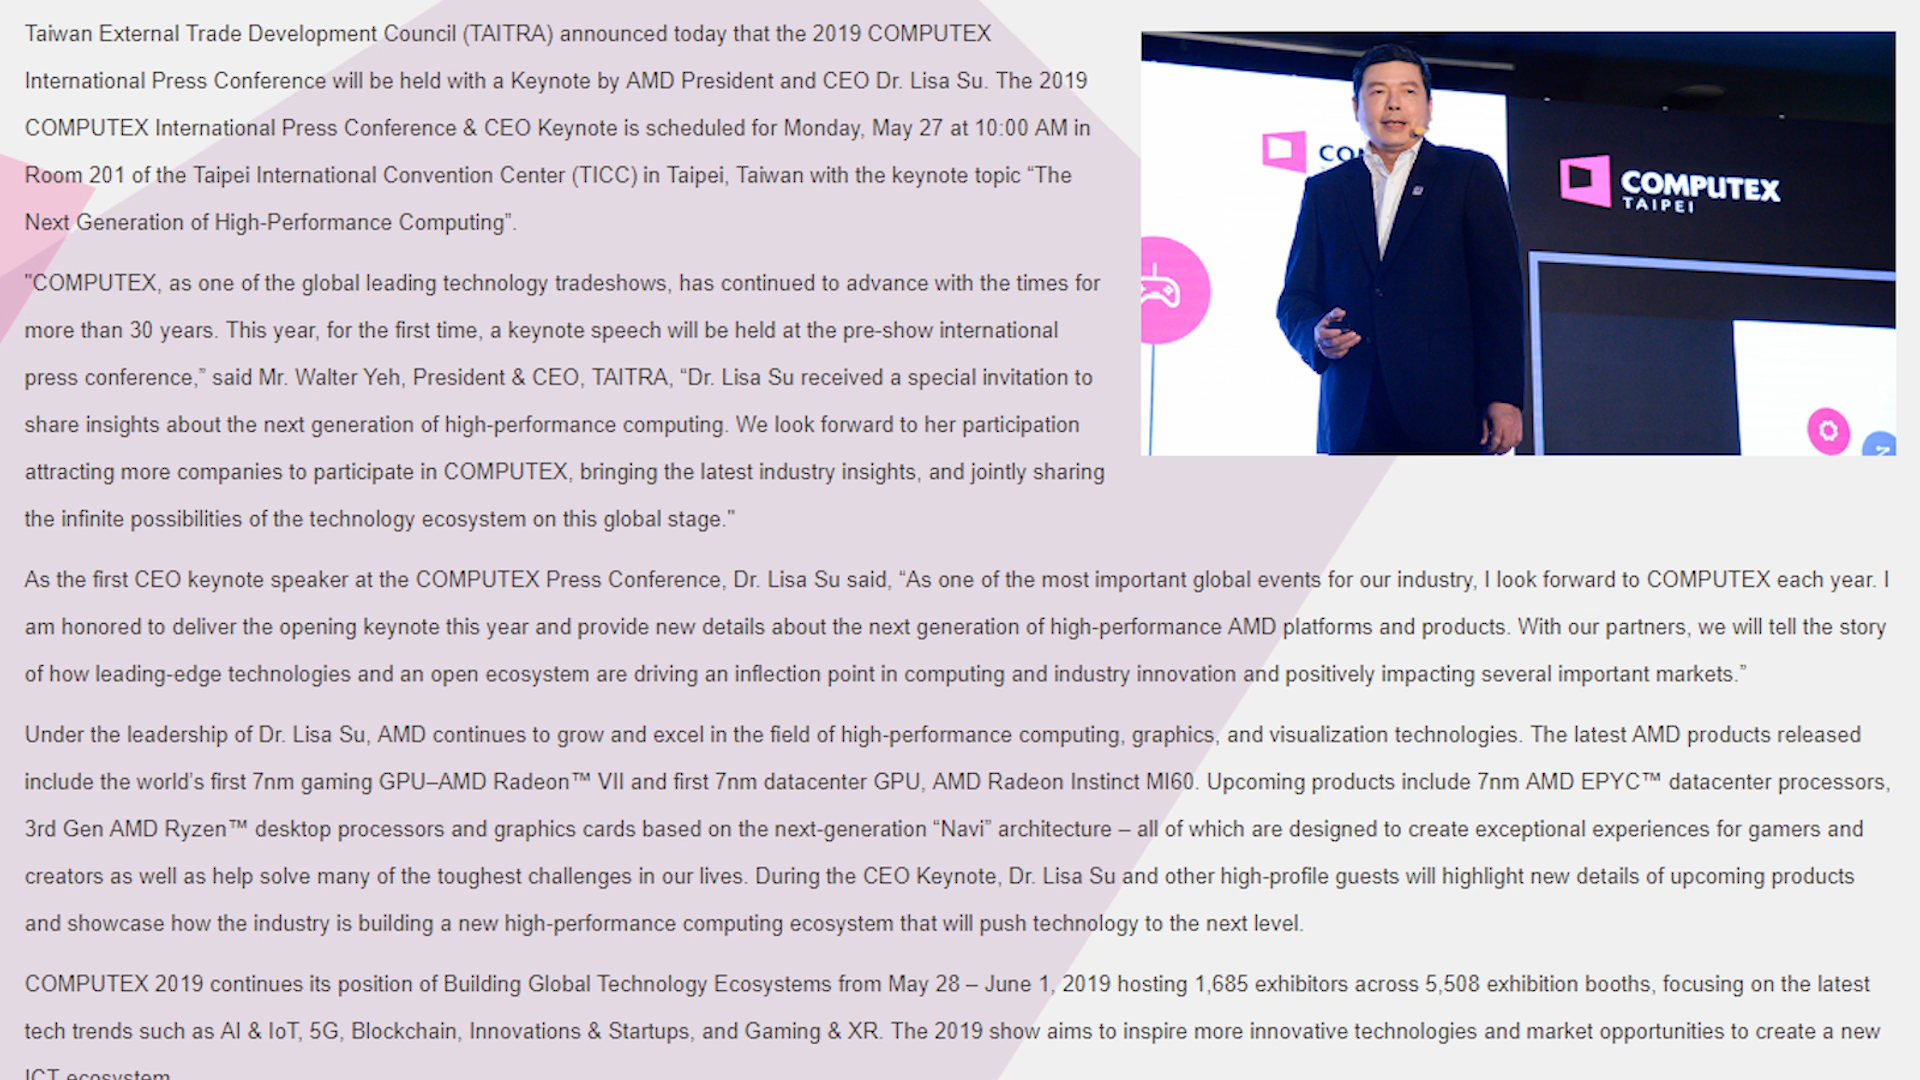 Taiwan External Trade Development Council (TAITRA) announced today that the 2019 COMPUTEX
International Press Conference will be held with a Keynote by AMD President and CEO Dr. Lisa Su. The 2019
COMPUTEX International Press Conference & CEO Keynote is scheduled for Monday, May 27 at 10:00 AM in
Room 201 of the Taipei International Convention Center (TICC) in Taipei, Taiwan with the keynote topic “The
Next Generation of High-Performance Computing”.
"COMPUTEX, as one of the global leading technology tradeshows, has continued to advance with the times for
more than 30 years. This year, for the first time, a keynote speech will be held at the pre-show international
press conference,” said Mr. Walter Yeh, President & CEO, TAITRA, “Dr. Lisa Su received a special invitation to
share insights about the next generation of high-performance computing. We look forward to her participation
attracting more companies to participate in COMPUTEX, bringing the latest industry insights, and jointly sharing
the infinite possibilities of the technology ecosystem on this global stage."
CO
COMPUTEX
TAIPEI
As the first CEO keynote speaker at the COMPUTEX Press Conference, Dr. Lisa Su said, “As one of the most important global events for our industry, I look forward to COMPUTEX each year. I
am honored to deliver the opening keynote this year and provide new details about the next generation of high-performance AMD platforms and products. With our partners, we will tell the story
of how leading-edge technologies and an open ecosystem are driving an inflection point in computing and industry innovation and positively impacting several important markets.”
Under the leadership of Dr. Lisa Su, AMD continues to grow and excel in the field of high-performance computing, graphics, and visualization technologies. The latest AMD products released
include the world’s first 7nm gaming GPU–AMD Radeon™ VII and first 7nm datacenter GPU, AMD Radeon Instinct MI60. Upcoming products include 7nm AMD EPYC™ datacenter processors,
3rd Gen AMD Ryzen™ desktop processors and graphics cards based on the next-generation “Navi” architecture – all of which are designed to create exceptional experiences for gamers and
creators as well as help solve many of the toughest challenges in our lives. During the CEO Keynote, Dr. Lisa Su and other high-profile guests will highlight new details of upcoming products
and showcase how the industry is building a new high-performance computing ecosystem that will push technology to the next level.
COMPUTEX 2019 continues its position of Building Global Technology Ecosystems from May 28 – June 1, 2019 hosting 1,685 exhibitors across 5,508 exhibition booths, focusing on the latest
tech trends such as AI & IoT, 5G, Blockchain, Innovations & Startups, and Gaming & XR. The 2019 show aims to inspire more innovative technologies and market opportunities to create a new
ICT ecosystem